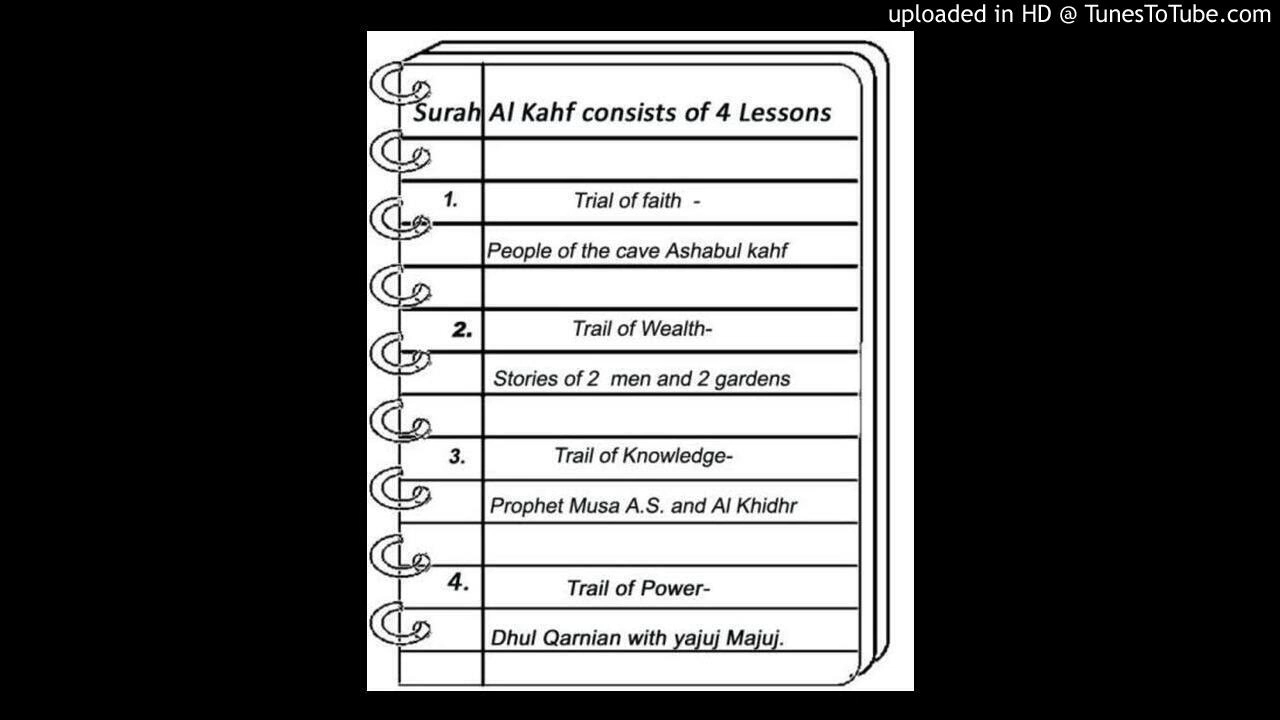 uploaded in HD @ TunesToTube.com
Surah Al Kahf consists of 4 Lessons
1. Trial of faith -
People of the cave Ashabul kahf
2. Trail of Wealth-
Stories of 2 men and 2 gardens
3. Trail of Knowledge-
Prophet Musa A.S. and Al Khidhr
4. Trail of Power-
Dhul Qarnian with yajuj Majuj.